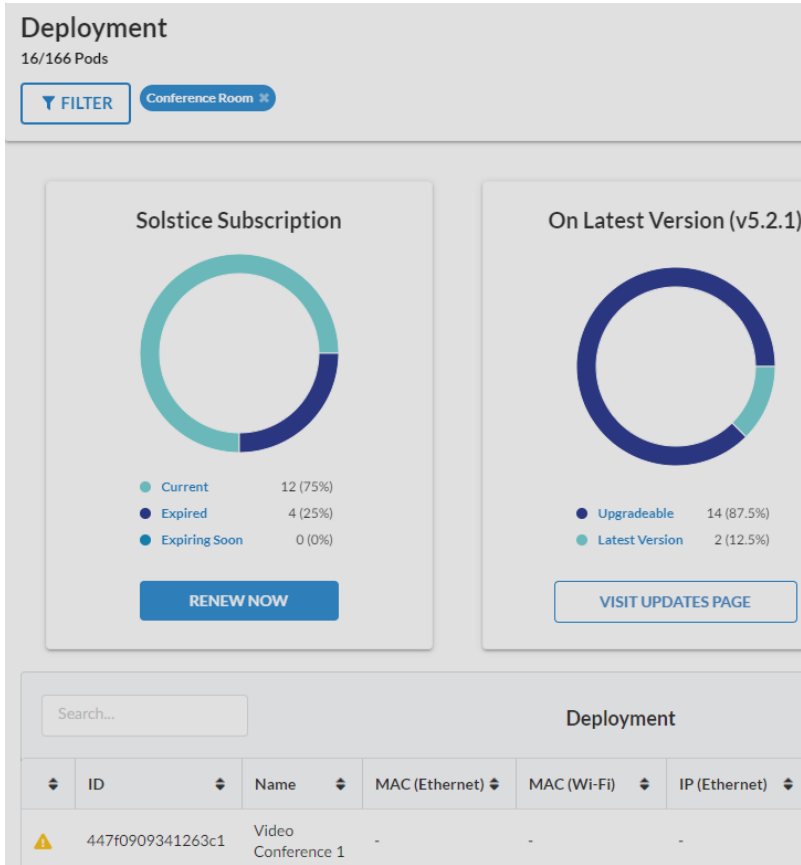 Deployment
16/166 Pods
FILTER
Conference Room ✖
Solstice Subscription
Current 12 (75%)
Expired 4 (25%)
Expiring Soon 0 (0%)
RENEW NOW
On Latest Version (v5.2.1)
Upgradeable 14 (87.5%)
Latest Version 2 (12.5%)
VISIT UPDATES PAGE
Search...
Deployment
ID Name MAC (Ethernet) MAC (Wi-Fi) IP (Ethernet)
447f0909341263c1 Video Conference 1 - - -